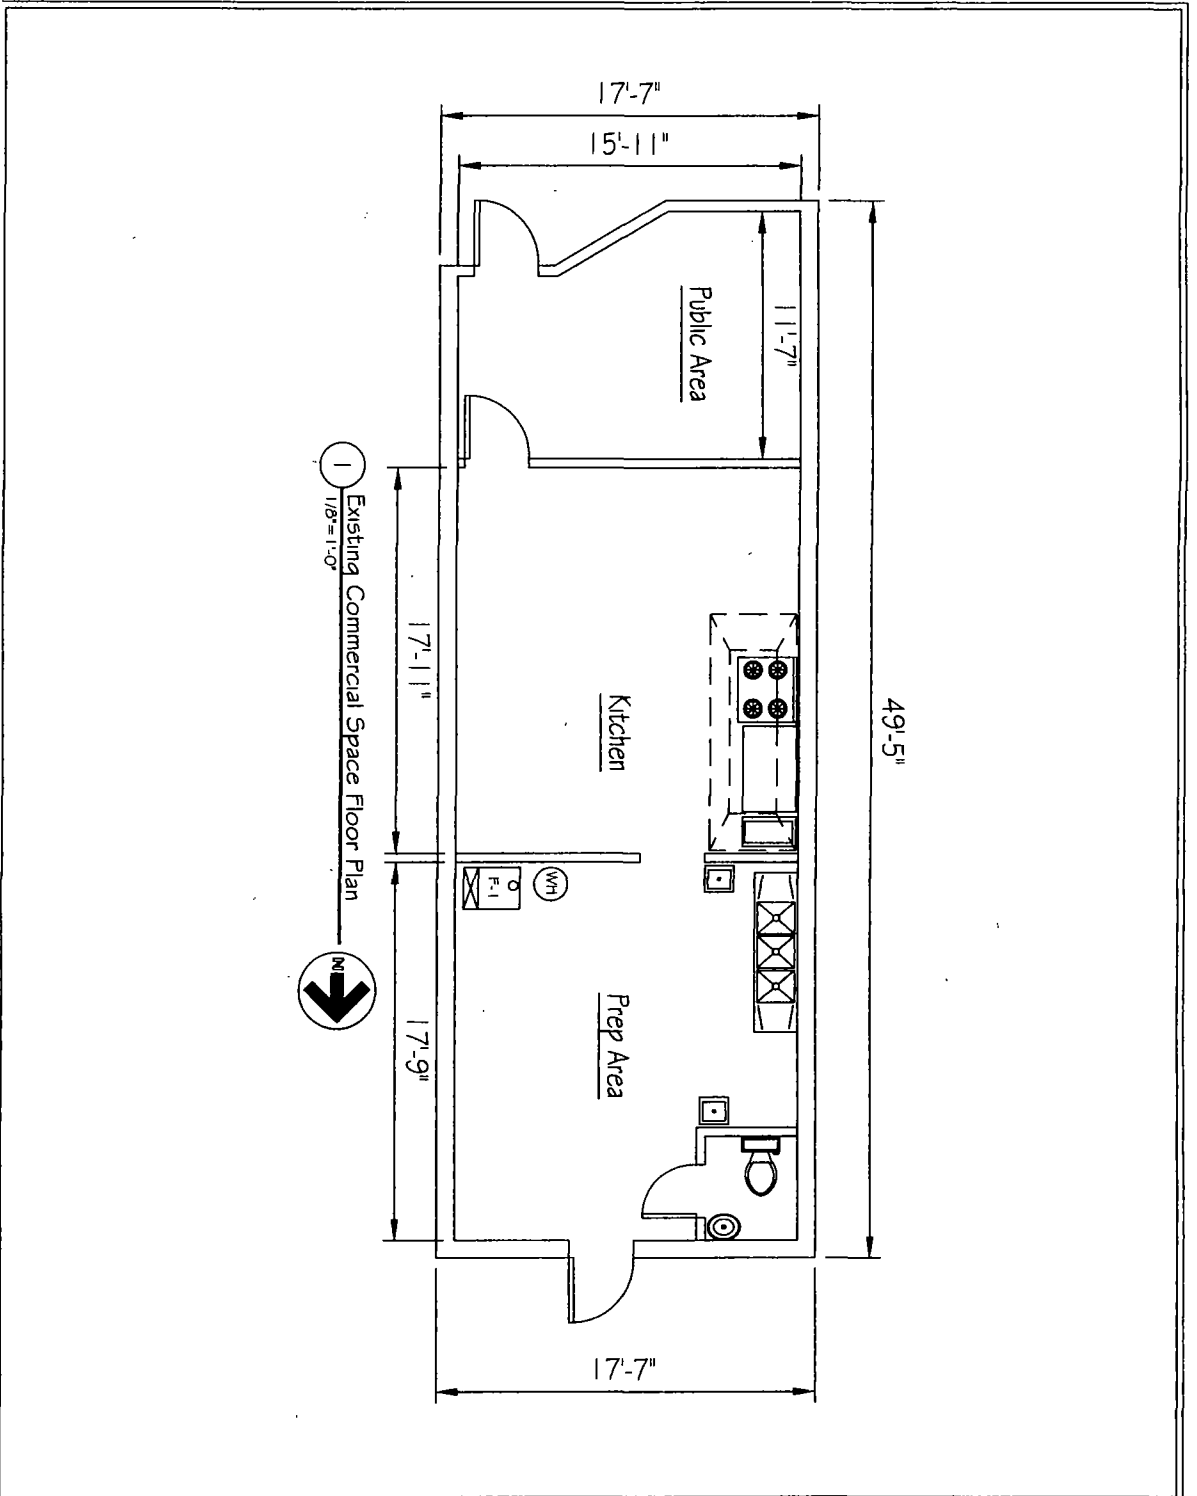 17'-7"
15'-11"
11'-7"
Public Area
49'-5"
Kitchen
17'-11"
WH
F-1
Prep Area
17'-9"
17'-7"
1
Existing Commercial Space Floor Plan
1/8" = 1'-0"
N